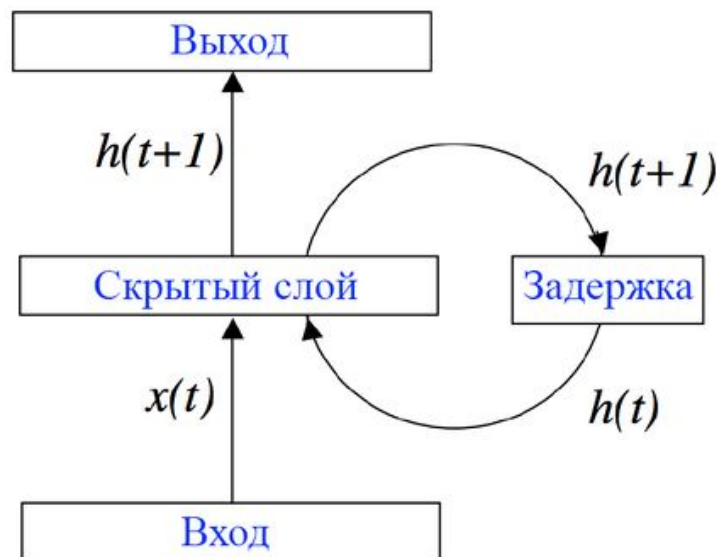 Выход
h(t+1)
h(t+1)
Скрытый слой
Задержка
x(t)
h(t)
Вход